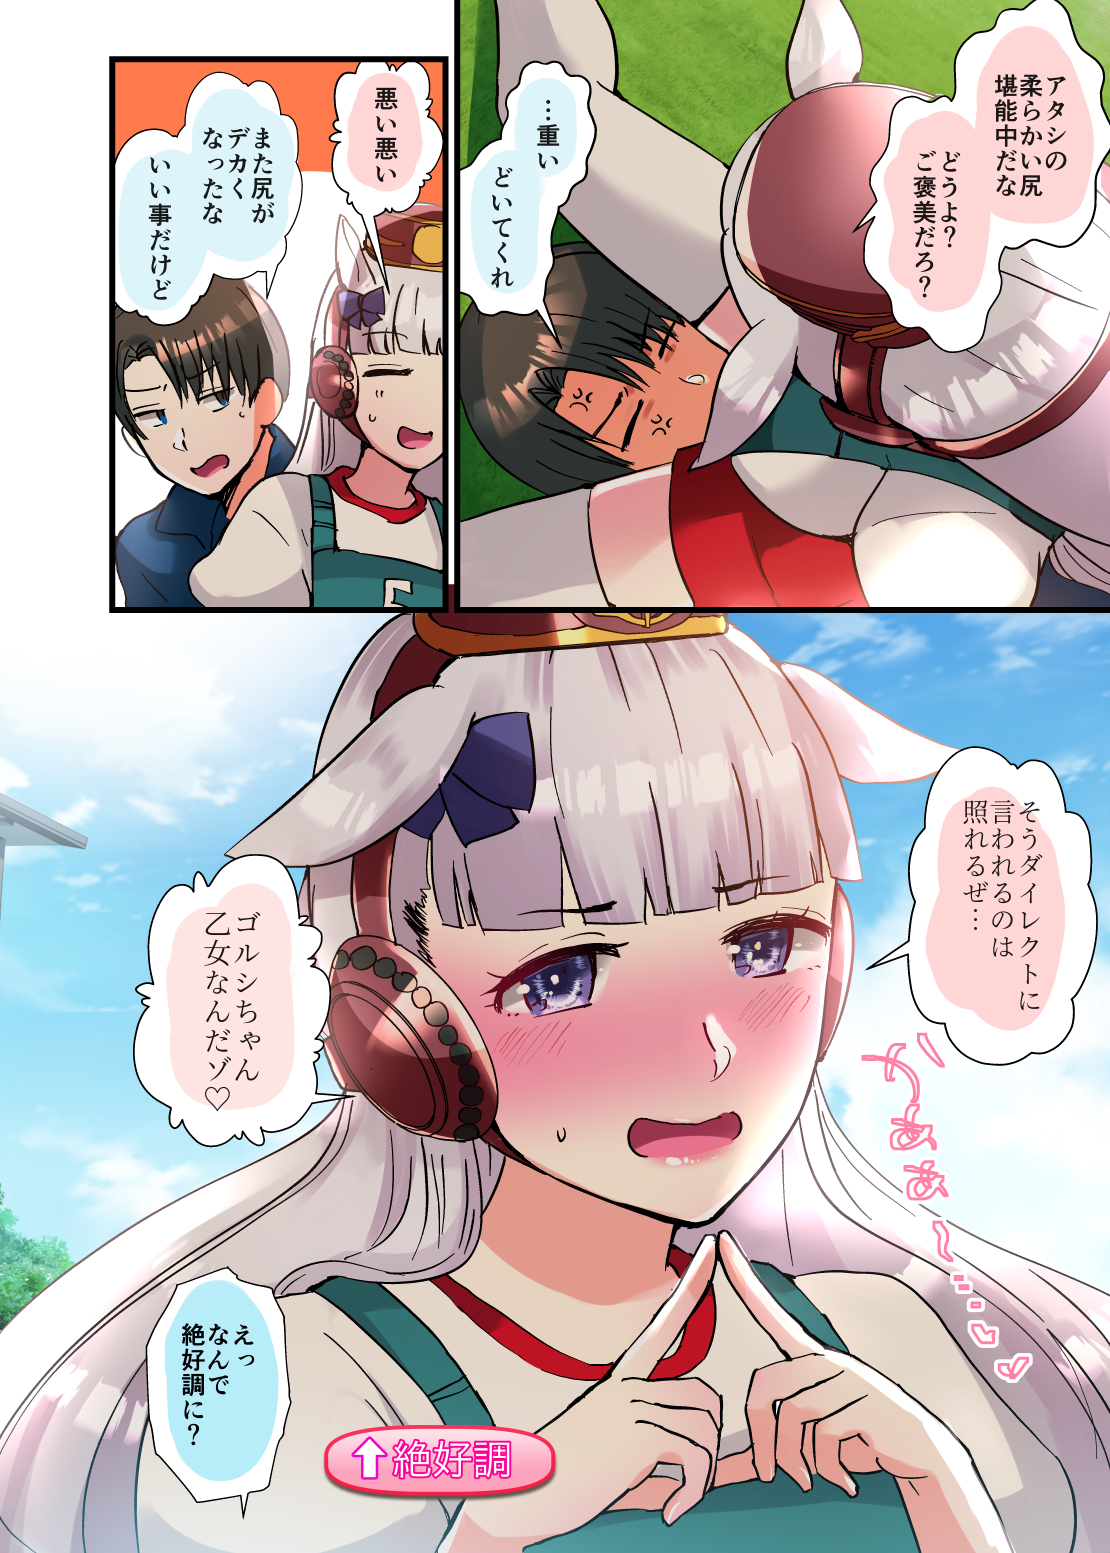 アタシの
柔らかい尻
堪能中だな
どうよ?
ご褒美だろ?
…重い
どいてくれ
悪い悪い
また尻が
デカく
なったな
いい事だけど
そうダイレクトに
言われるのは
照れるぜ…
かぁぁぁ〜…♡
ゴルシちゃん
乙女なんだゾ♡
えっ
なんで
絶好調に?
↑絶好調